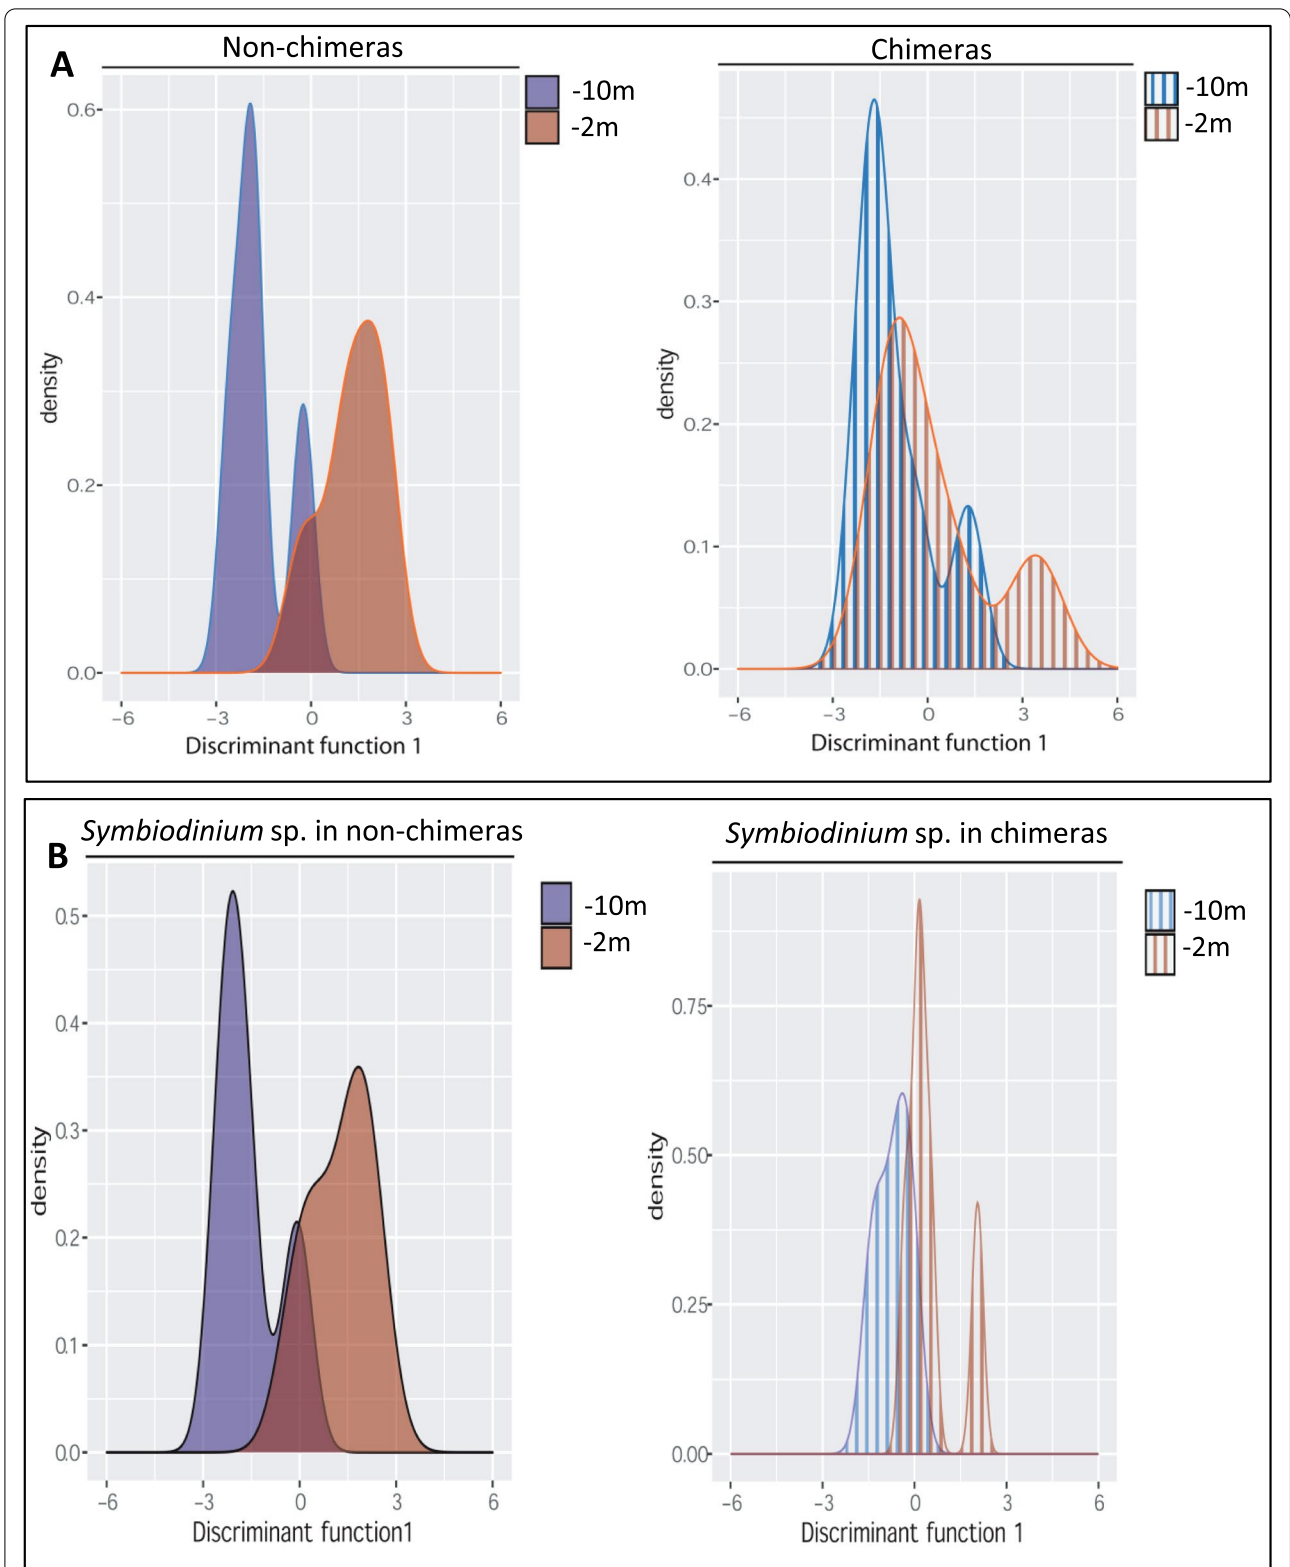 A
Non-chimeras
-10m
-2m
0.6
0.4
0.2
0.0
density
-6 -3 0 3 6
Discriminant function 1
Chimeras
-10m
-2m
0.4
0.3
0.2
0.1
0.0
density
-6 -3 0 3 6
Discriminant function 1
B
Symbiodinium sp. in non-chimeras
-10m
-2m
0.5
0.4
0.3
0.2
0.1
0.0
density
-6 -3 0 3 6
Discriminant function1
Symbiodinium sp. in chimeras
-10m
-2m
0.75
0.50
0.25
0.00
density
-6 -3 0 3 6
Discriminant function 1